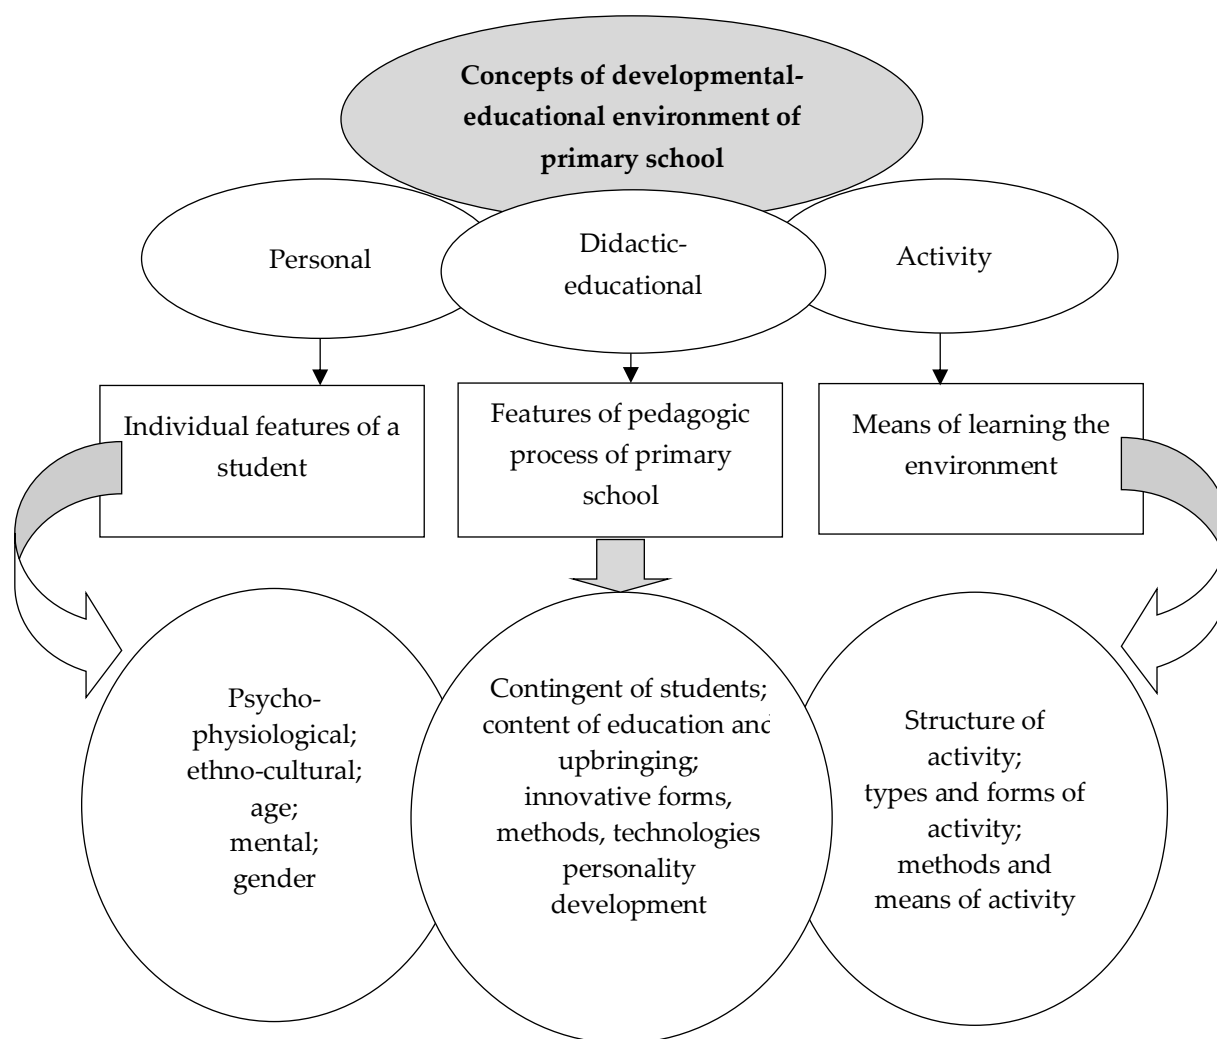 Concepts of developmental-
educational environment of
primary school
Personal
Didactic-
educational
Activity
Individual features of a
student
Features of pedagogic
process of primary
school
Means of learning the
environment
Psycho-
physiological;
ethno-cultural;
age;
mental;
gender
Contingent of students;
content of education and
upbringing;
innovative forms,
methods, technologies
personality
development
Structure of
activity;
types and forms of
activity;
methods and
means of activity